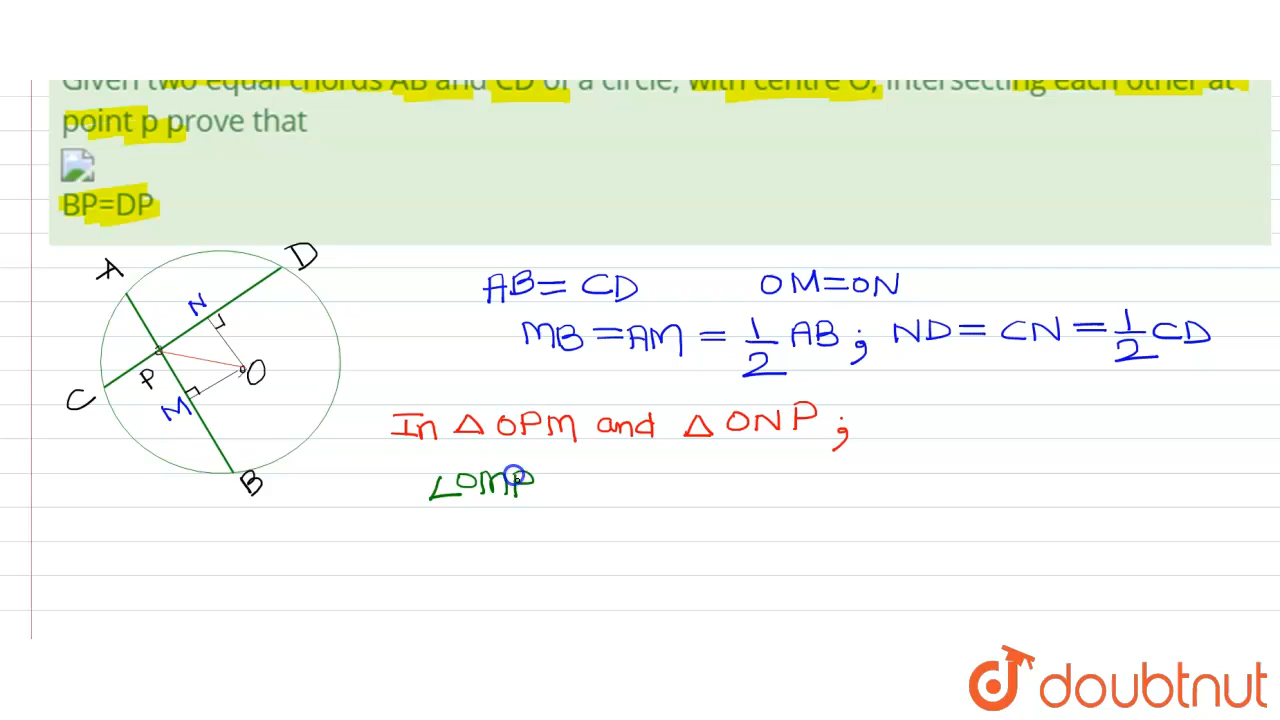 Given two equal chords AB and CD of a circle, with centre O, intersecting each other at
point p prove that
BP=DP
A
D
N
O
P
C
M
B
AB = CD OM=ON
MB = AM = 1/2 AB ; ND = CN = 1/2 CD
In △ OPM and △ ONP ;
∠OMP
doubtnut